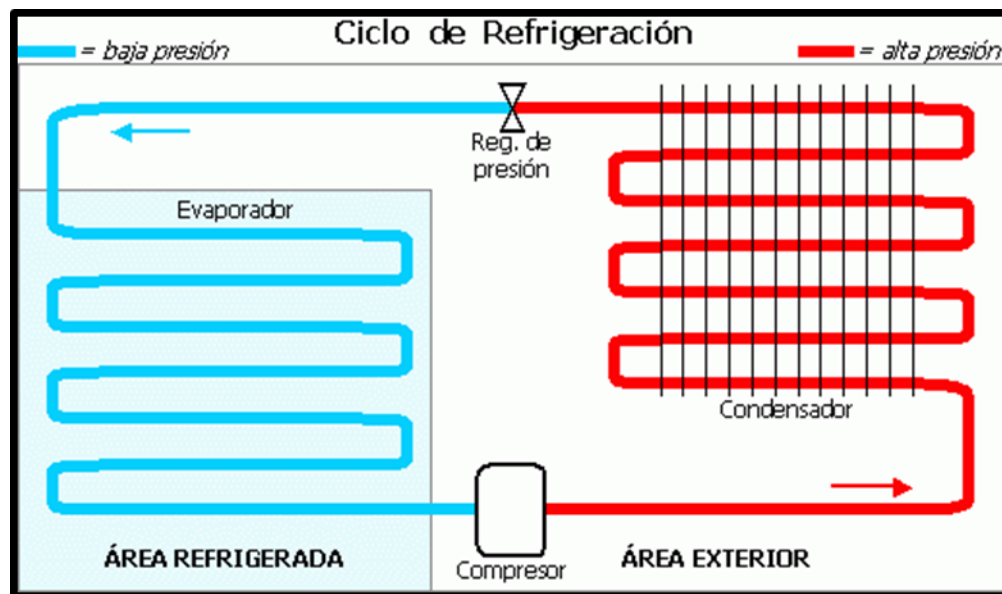 Ciclo de Refrigeración
= baja presión
= alta presión
Reg. de
presión
Evaporador
Condensador
ÁREA REFRIGERADA
Compresor
ÁREA EXTERIOR